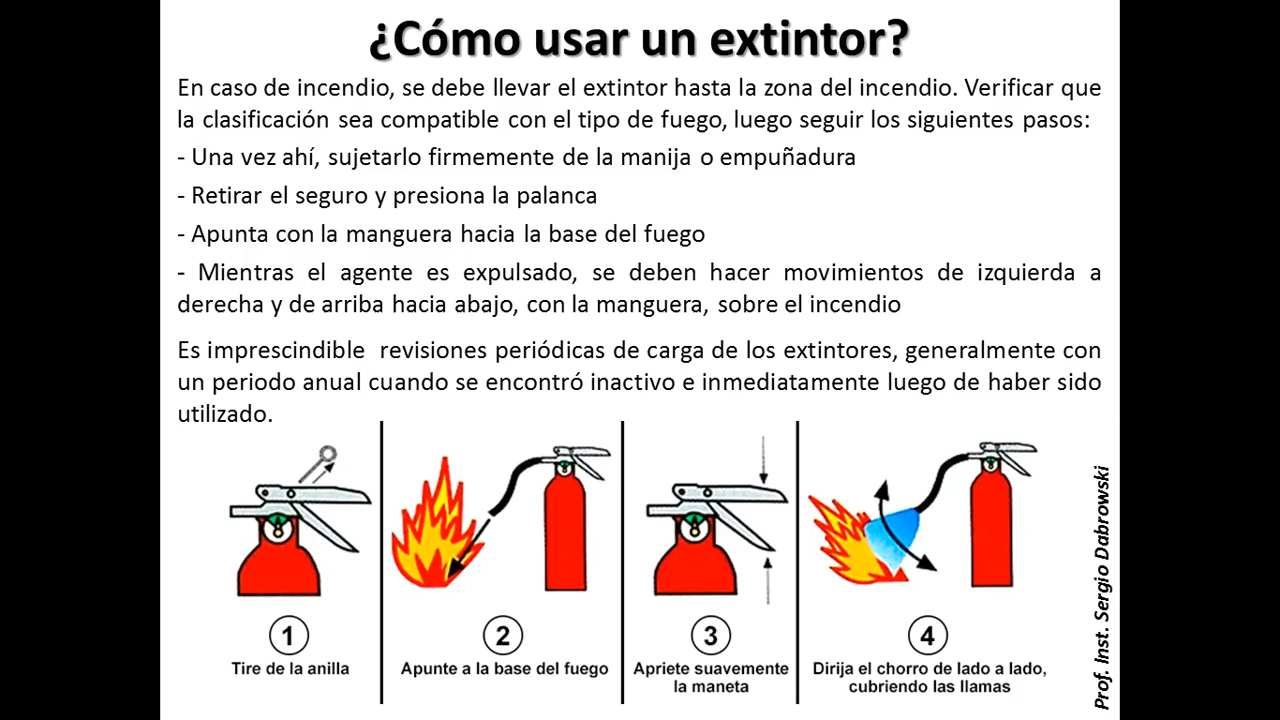 ¿Cómo usar un extintor?
En caso de incendio, se debe llevar el extintor hasta la zona del incendio. Verificar que
la clasificación sea compatible con el tipo de fuego, luego seguir los siguientes pasos:
- Una vez ahí, sujetarlo firmemente de la manija o empuñadura
- Retirar el seguro y presiona la palanca
- Apunta con la manguera hacia la base del fuego
- Mientras el agente es expulsado, se deben hacer movimientos de izquierda a
derecha y de arriba hacia abajo, con la manguera, sobre el incendio
Es imprescindible revisiones periódicas de carga de los extintores, generalmente con
un periodo anual cuando se encontró inactivo e inmediatamente luego de haber sido
utilizado.
1
Tire de la anilla
2
Apunte a la base del fuego
3
Apriete suavemente
la maneta
4
Dirija el chorro de lado a lado,
cubriendo las llamas
Prof. Inst. Sergio Dabrowski